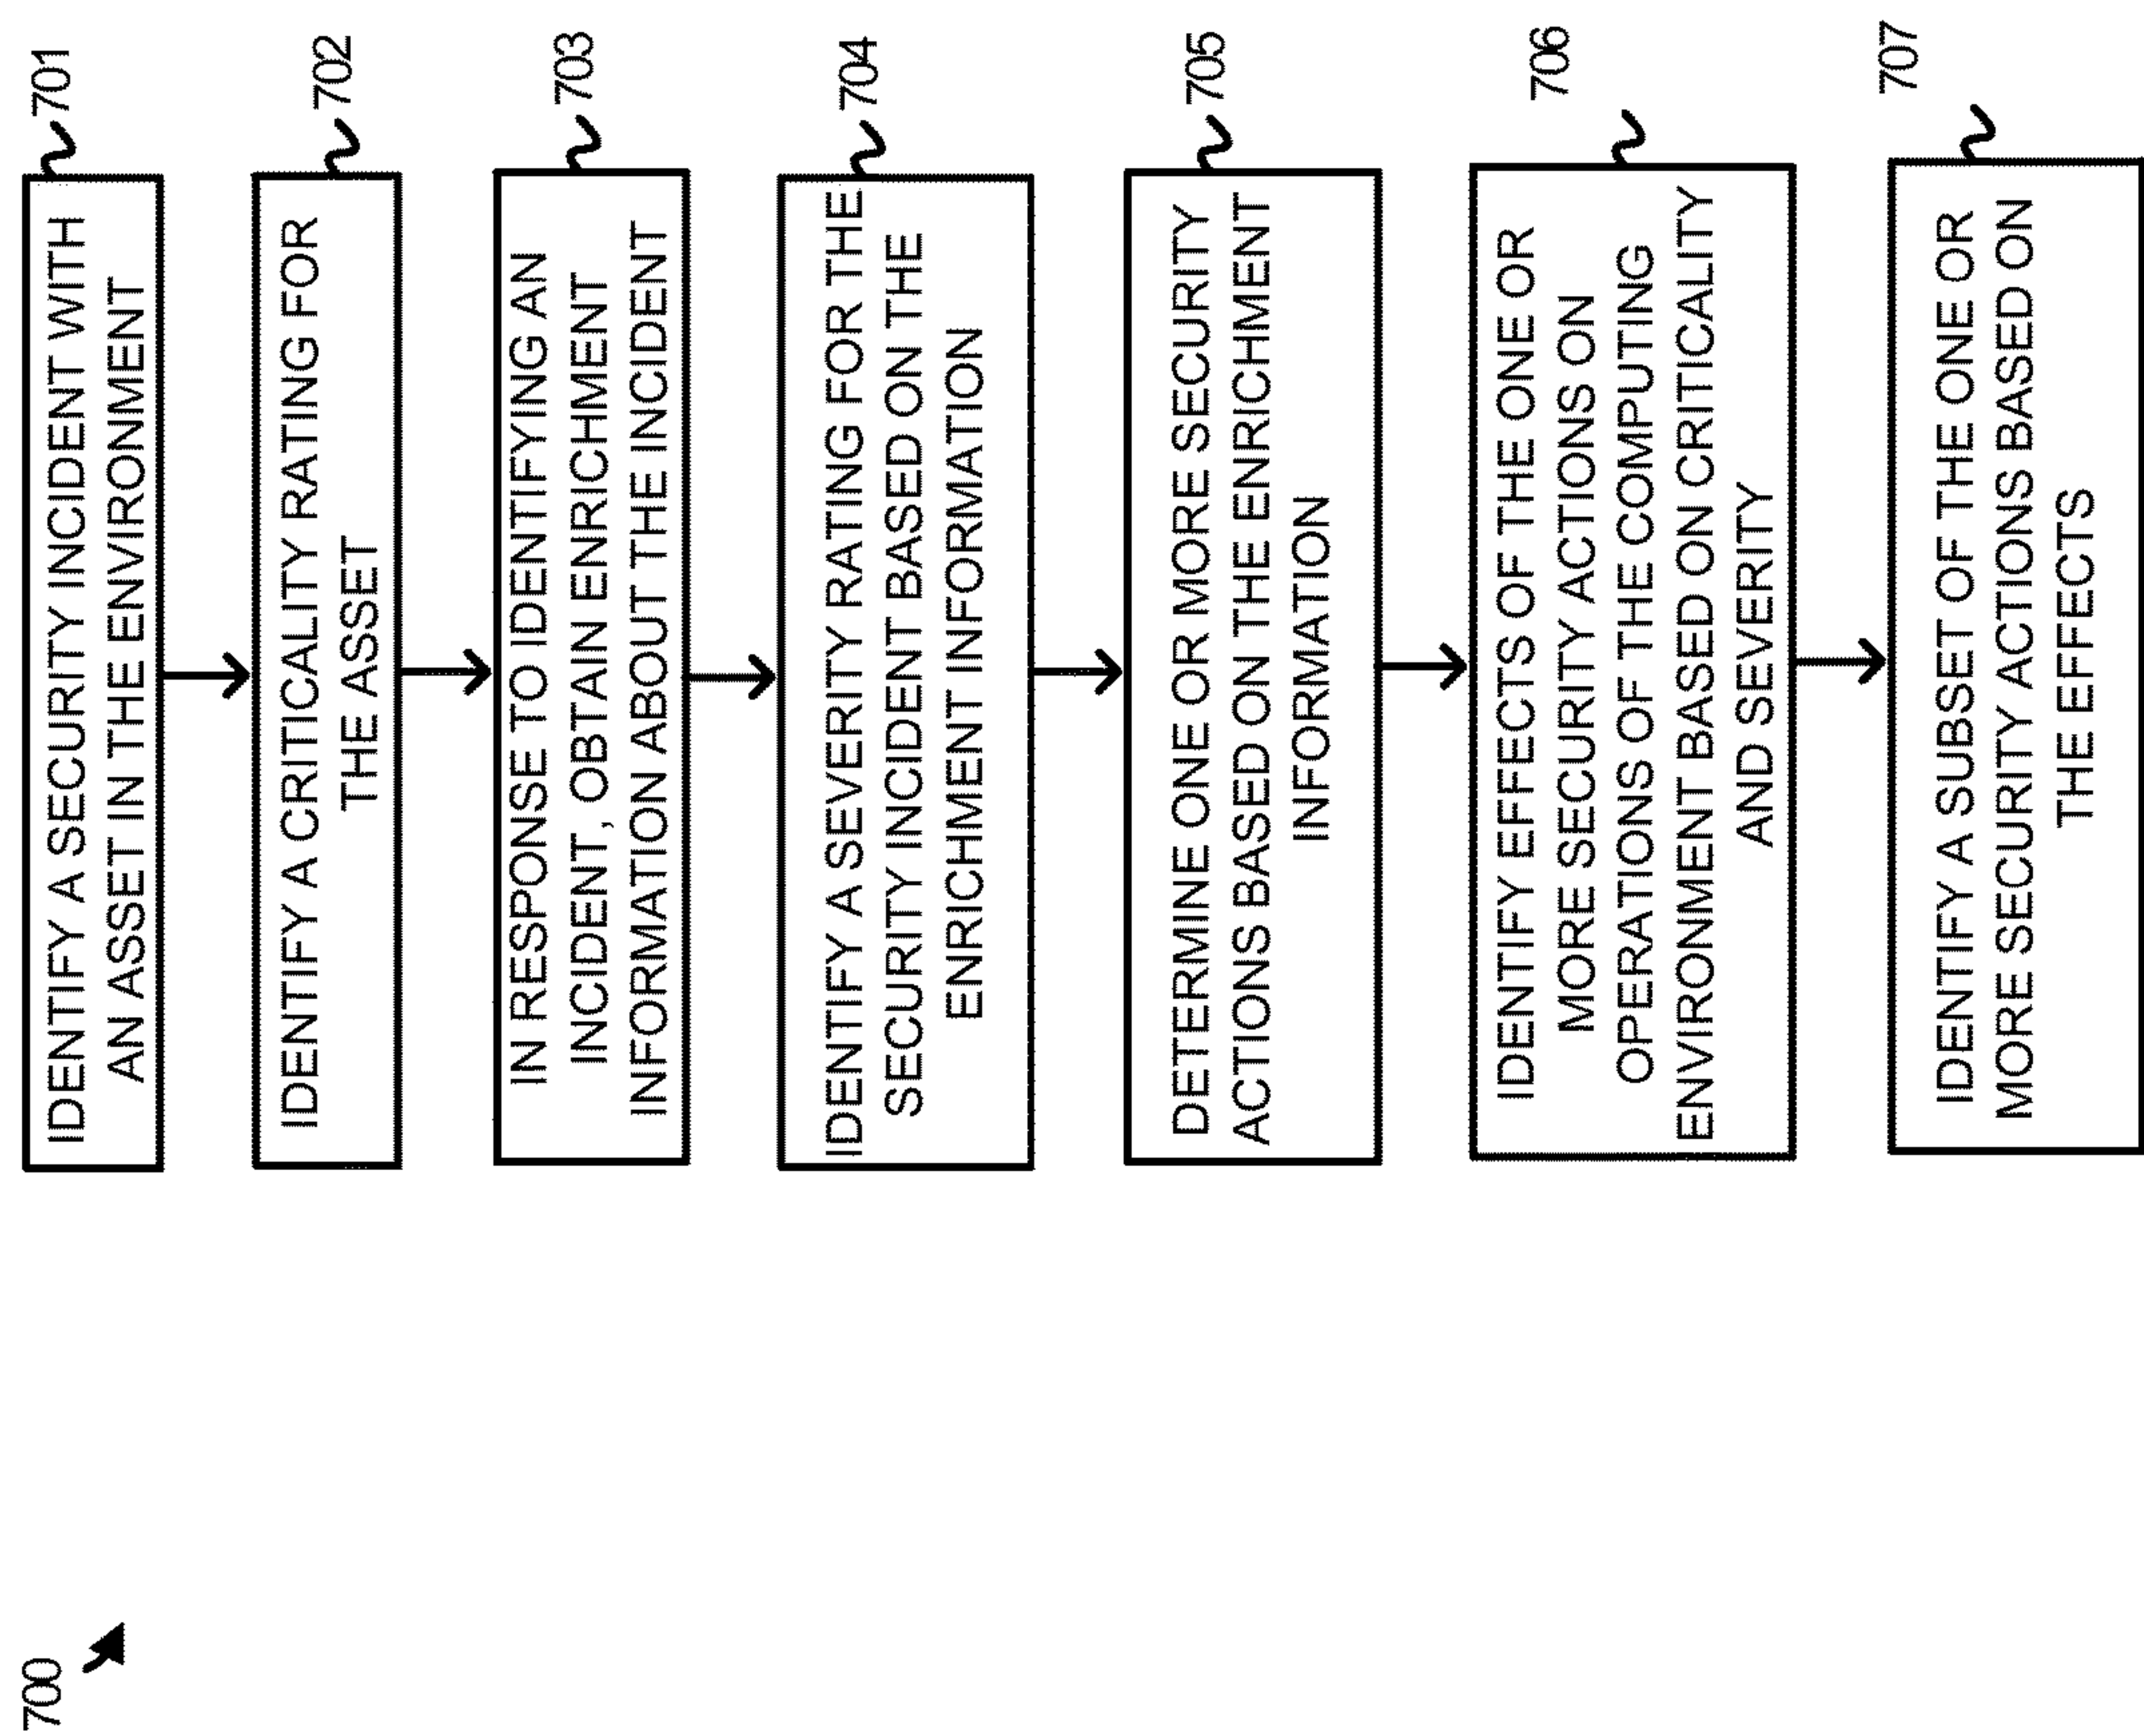 700
701
IDENTIFY A SECURITY INCIDENT WITH
AN ASSET IN THE ENVIRONMENT
702
IDENTIFY A CRITICALITY RATING FOR
THE ASSET
703
IN RESPONSE TO IDENTIFYING AN
INCIDENT, OBTAIN ENRICHMENT
INFORMATION ABOUT THE INCIDENT
704
IDENTIFY A SEVERITY RATING FOR THE
SECURITY INCIDENT BASED ON THE
ENRICHMENT INFORMATION
705
DETERMINE ONE OR MORE SECURITY
ACTIONS BASED ON THE ENRICHMENT
INFORMATION
706
IDENTIFY EFFECTS OF THE ONE OR
MORE SECURITY ACTIONS ON
OPERATIONS OF THE COMPUTING
ENVIRONMENT BASED ON CRITICALITY
AND SEVERITY
707
IDENTIFY A SUBSET OF THE ONE OR
MORE SECURITY ACTIONS BASED ON
THE EFFECTS